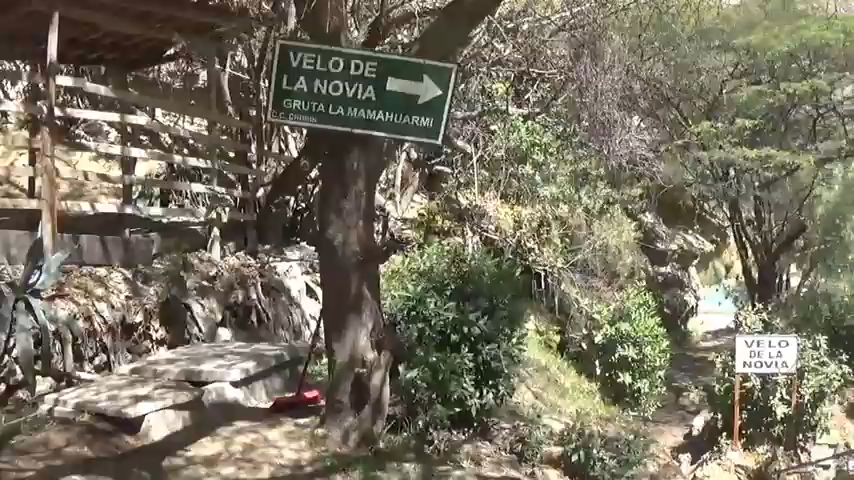 VELO DE
LA NOVIA
GRUTA LA MAMAHUARMI
VELO
DE LA
NOVIA